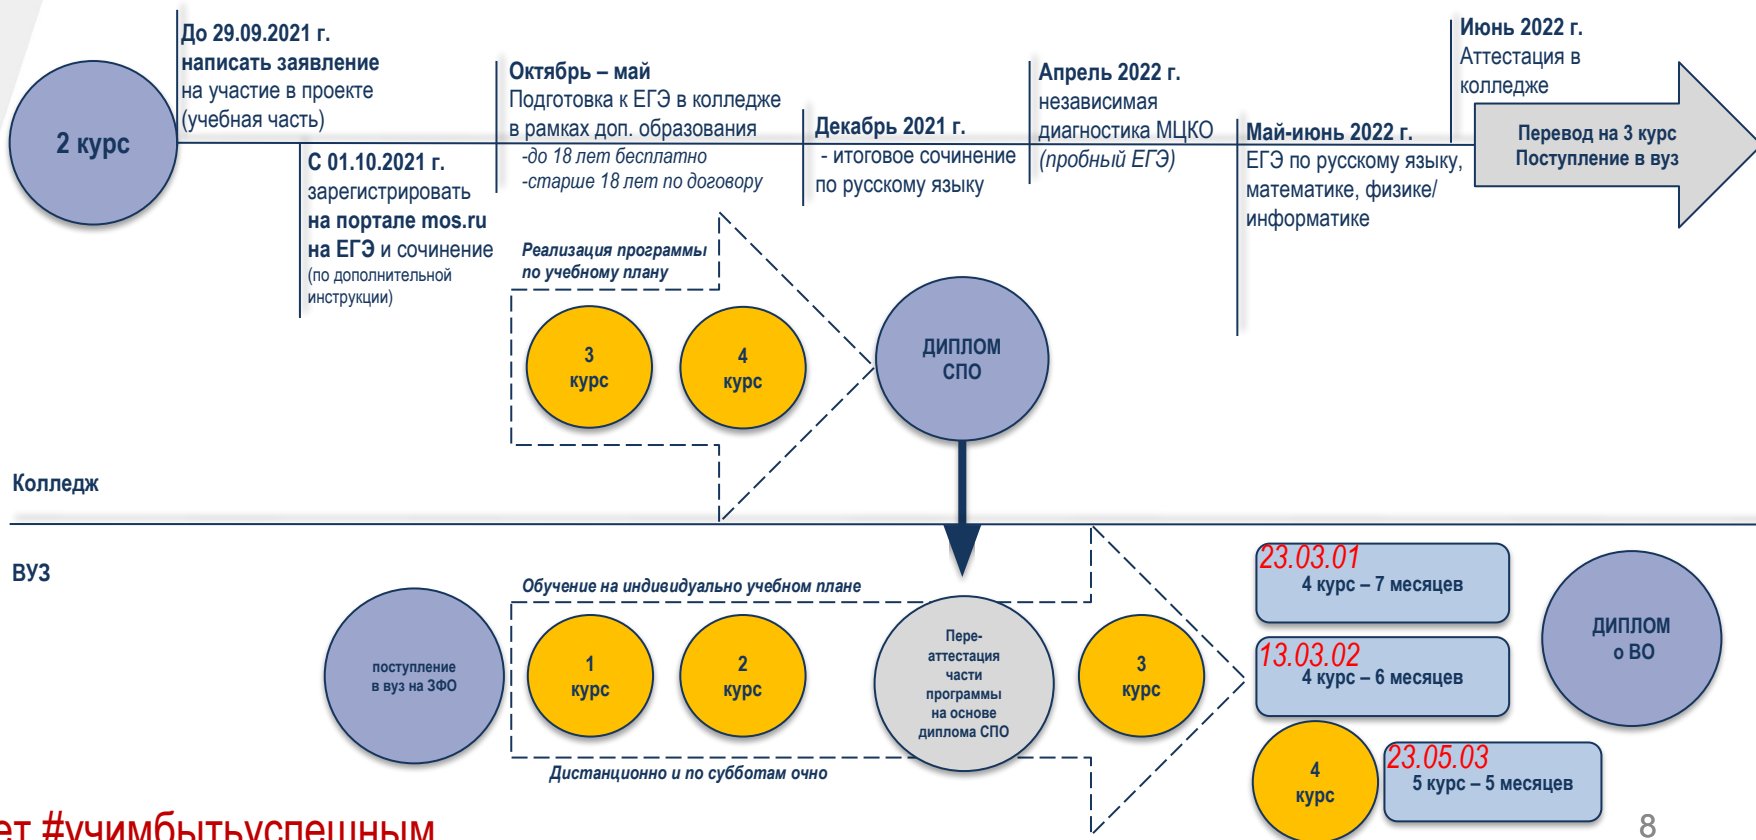 2 курс
До 29.09.2021 г.
написать заявление
на участие в проекте
(учебная часть)
С 01.10.2021 г.
зарегистрировать
на портале mos.ru
на ЕГЭ и сочинение
(по дополнительной
инструкции)
Октябрь – май
Подготовка к ЕГЭ в колледже
в рамках доп. образования
-до 18 лет бесплатно
-старше 18 лет по договору
Декабрь 2021 г.
- итоговое сочинение
по русскому языку
Апрель 2022 г.
независимая
диагностика МЦКО
(пробный ЕГЭ)
Май-июнь 2022 г.
ЕГЭ по русскому языку,
математике, физике/
информатике
Июнь 2022 г.
Аттестация в
колледже
Перевод на 3 курс
Поступление в вуз
Реализация программы
по учебному плану
3
курс
4
курс
ДИПЛОМ
СПО
Колледж
ВУЗ
поступление
в вуз на ЗФО
Обучение на индивидуально учебном плане
1
курс
2
курс
Дистанционно и по субботам очно
Пере-
аттестация
части
программы
на основе
диплома СПО
3
курс
23.03.01
4 курс – 7 месяцев
13.03.02
4 курс – 6 месяцев
4
курс
23.05.03
5 курс – 5 месяцев
ДИПЛОМ
о ВО
ет #учимбытьуспешным
8